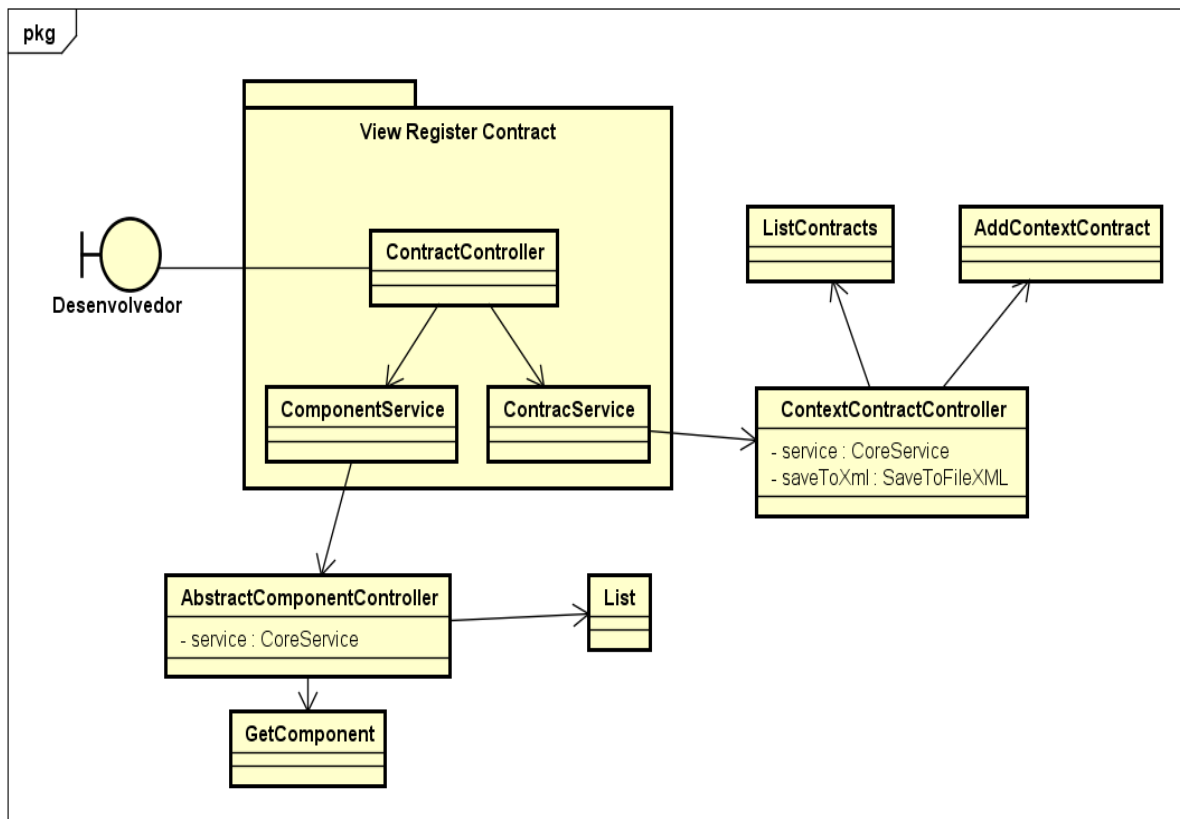 pkg
View Register Contract
ContractController
Desenvolvedor
ComponentService
ContracService
ListContracts
AddContextContract
ContextContractController
- service : CoreService
- saveToXml : SaveToFileXML
AbstractComponentController
- service : CoreService
List
GetComponent